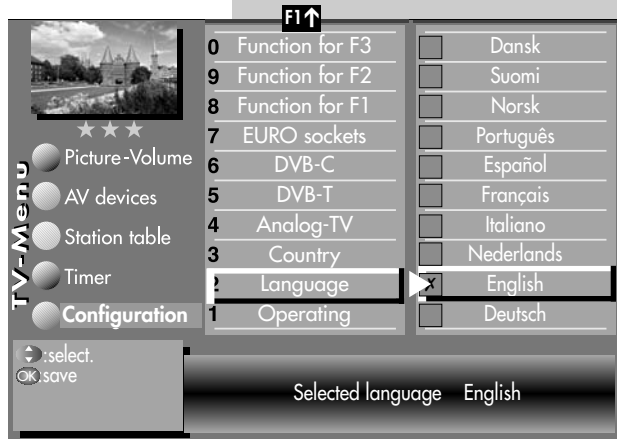 F1↑
0 Function for F3
9 Function for F2
8 Function for F1
7 EURO sockets
6 DVB-C
5 DVB-T
4 Analog-TV
3 Country
2 Language
1 Operating
Dansk
Suomi
Norsk
Português
Español
Français
Italiano
Nederlands
x English
Deutsch
TV-Menu
Picture-Volume
AV devices
Station table
Timer
Configuration
:select.
OK:save
Selected language English